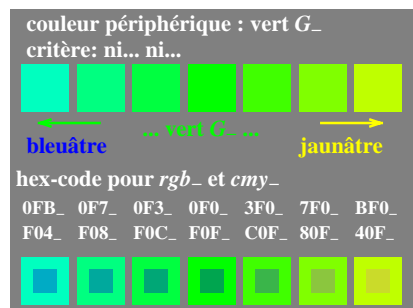 couleur périphérique : vert G_
critère: ni... ni...
... vert G_ ...
bleuâtre jaunâtre
hex-code pour rgb_ et cmy_
0FB_ 0F7_ 0F3_ 0F0_ 3F0_ 7F0_ BF0_
F04_ F08_ F0C_ F0F_ C0F_ 80F_ 40F_